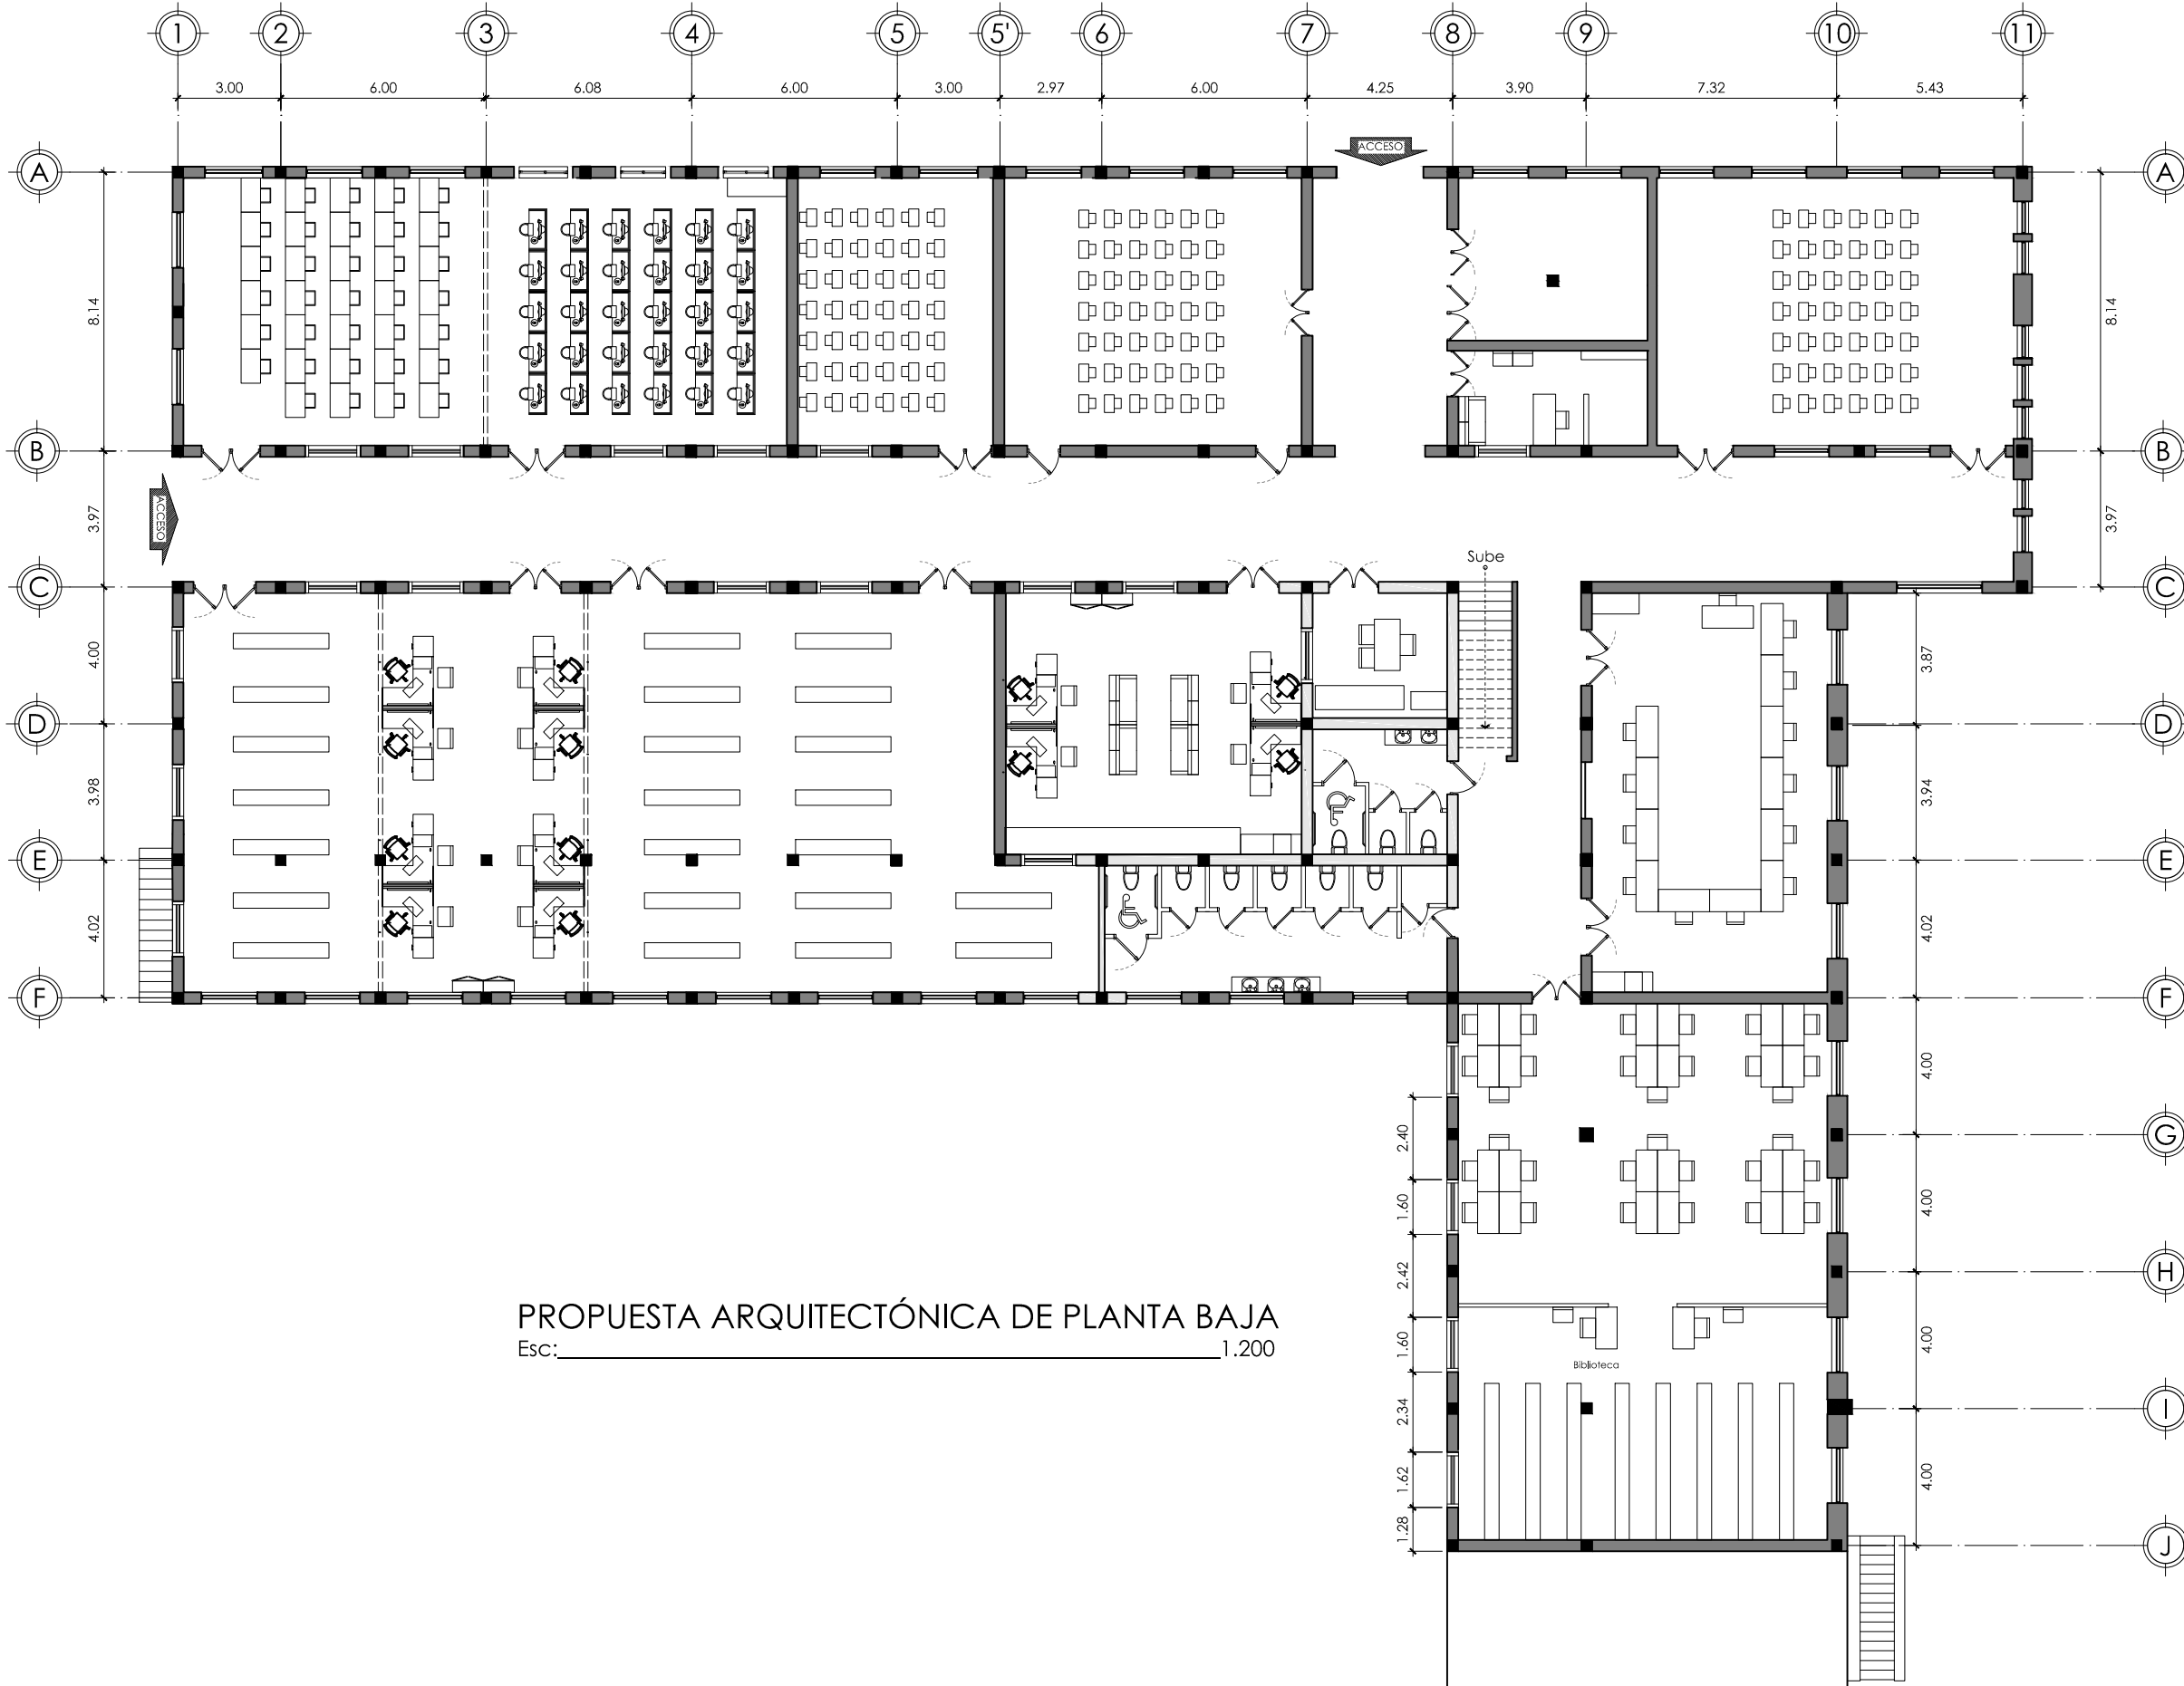 1 2 3 4 5 5' 6 7 8 9 10 11
3.00 6.00 6.08 6.00 3.00 2.97 6.00 4.25 3.90 7.32 5.43
ACCESO
A A
8.14 8.14
B B
ACCESO
3.97 3.97
Sube
C C
4.00 3.87
D D
3.98 3.94
E E
4.02 4.02
F F
4.00
2.40
G
4.00
1.60
H
2.42
PROPUESTA ARQUITECTÓNICA DE PLANTA BAJA
Esc: 1.200
1.60 4.00
Biblioteca
2.34
I
1.62 4.00
1.28
J